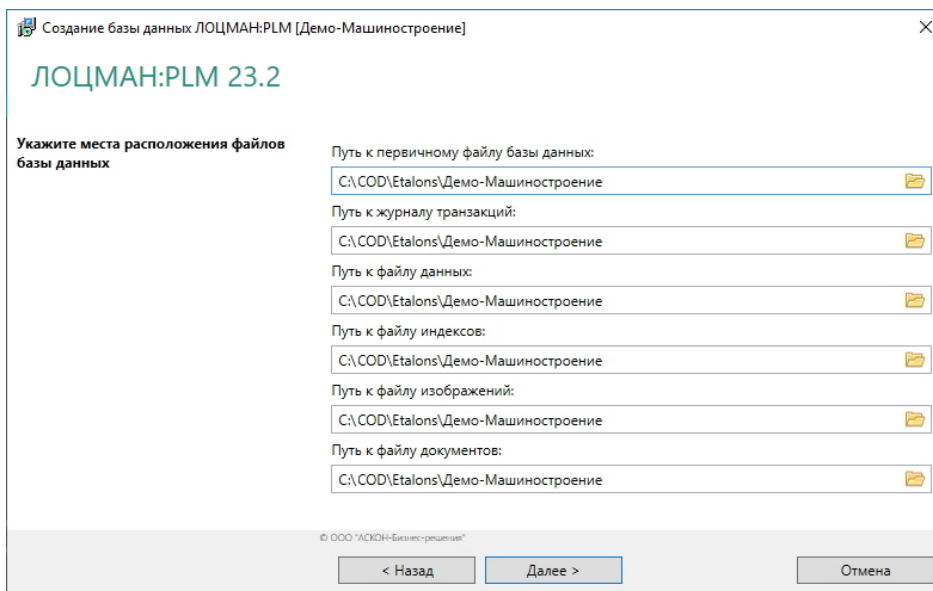 Создание базы данных ЛОЦМАН:PLM [Демо-Машиностроение]
ЛОЦМАН:PLM 23.2
Укажите места расположения файлов
базы данных
Путь к первичному файлу базы данных:
C:\COD\Etalons\Демо-Машиностроение
Путь к журналу транзакций:
C:\COD\Etalons\Демо-Машиностроение
Путь к файлу данных:
C:\COD\Etalons\Демо-Машиностроение
Путь к файлу индексов:
C:\COD\Etalons\Демо-Машиностроение
Путь к файлу изображений:
C:\COD\Etalons\Демо-Машиностроение
Путь к файлу документов:
C:\COD\Etalons\Демо-Машиностроение
© ООО "АСКОН-Бизнес-решения"
< Назад
Далее >
Отмена